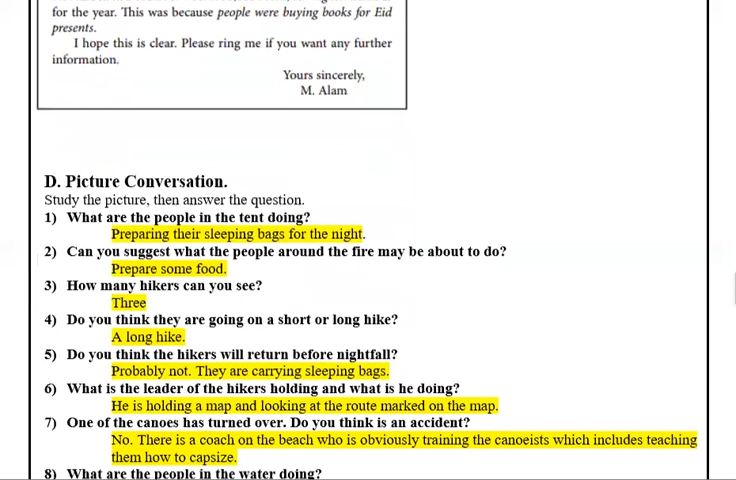 for the year. This was because people were buying books for Eid
presents.
I hope this is clear. Please ring me if you want any further
information.
Yours sincerely,
M. Alam
D. Picture Conversation.
Study the picture, then answer the question.
1) What are the people in the tent doing?
Preparing their sleeping bags for the night.
2) Can you suggest what the people around the fire may be about to do?
Prepare some food.
3) How many hikers can you see?
Three
4) Do you think they are going on a short or long hike?
A long hike.
5) Do you think the hikers will return before nightfall?
Probably not. They are carrying sleeping bags.
6) What is the leader of the hikers holding and what is he doing?
He is holding a map and looking at the route marked on the map.
7) One of the canoes has turned over. Do you think is an accident?
No. There is a coach on the beach who is obviously training the canoeists which includes teaching
them how to capsize.
8) What are the people in the water doing?